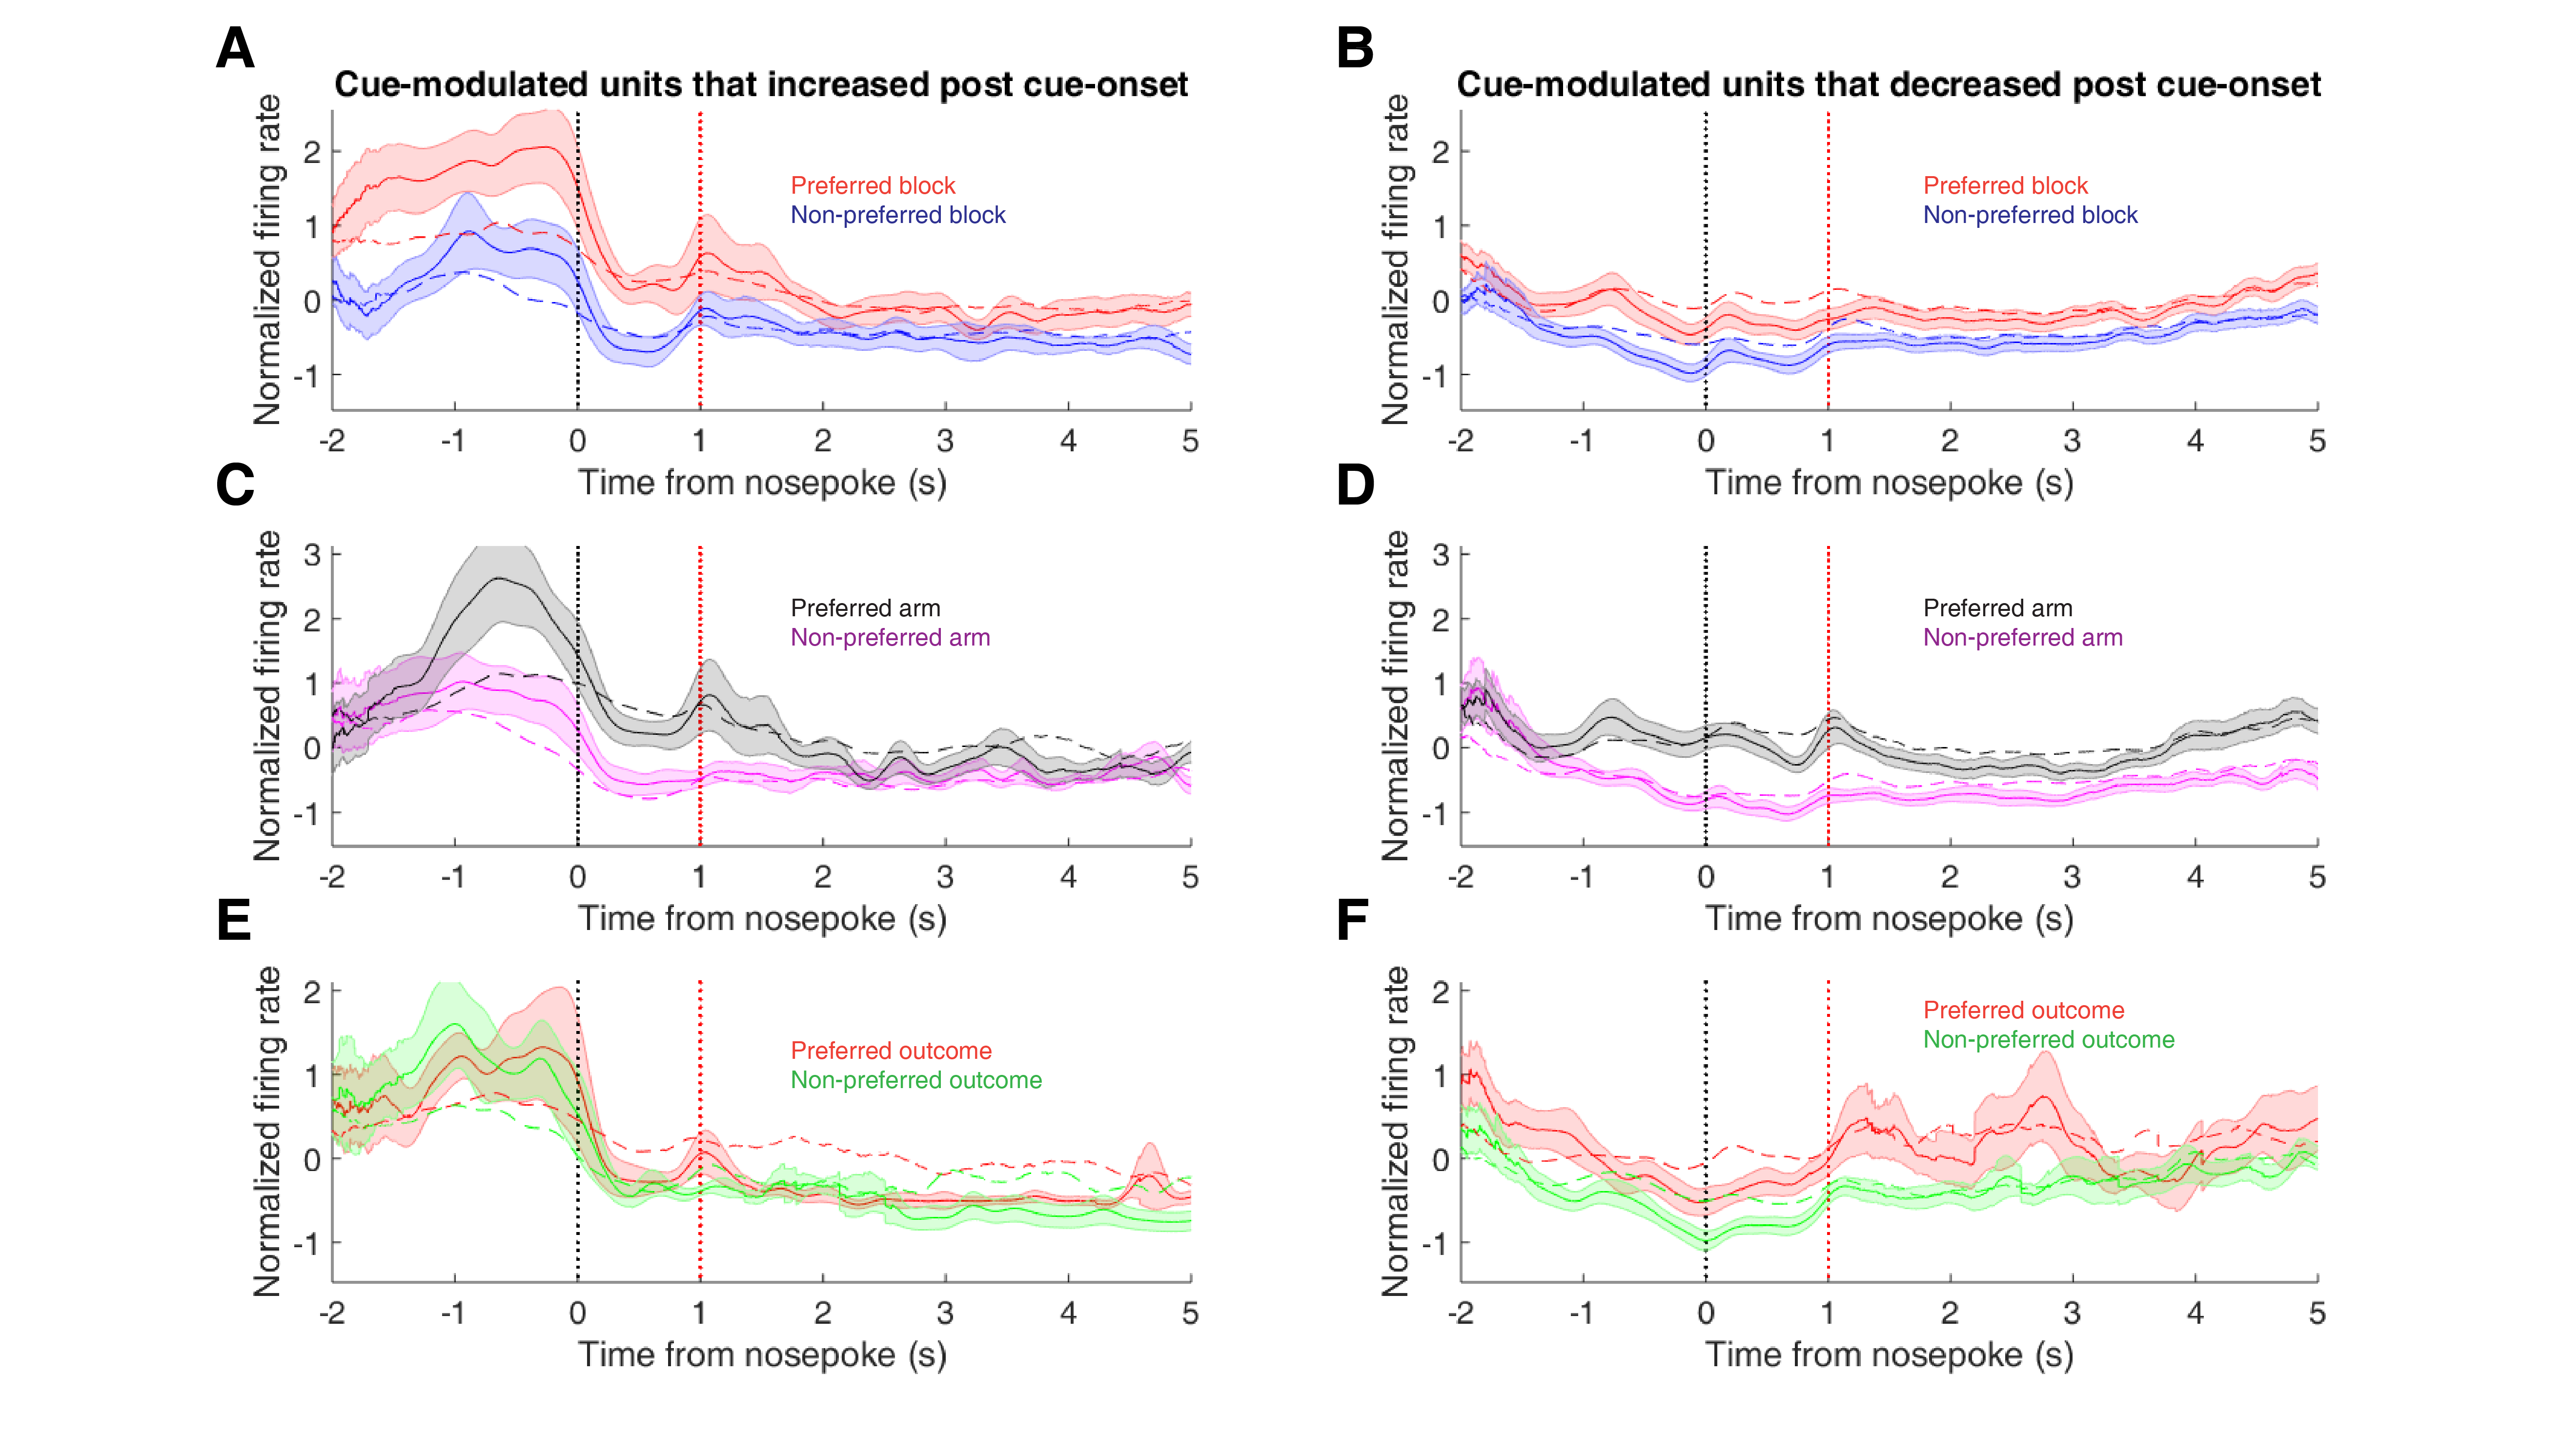 A
Cue-modulated units that increased post cue-onset
Normalized firing rate
2
1
0
-1
Preferred block
Non-preferred block
-2 -1 0 1 2 3 4 5
Time from nosepoke (s)
B
Cue-modulated units that decreased post cue-onset
Normalized firing rate
2
1
0
-1
Preferred block
Non-preferred block
-2 -1 0 1 2 3 4 5
Time from nosepoke (s)
C
Normalized firing rate
3
2
1
0
-1
Preferred arm
Non-preferred arm
-2 -1 0 1 2 3 4 5
Time from nosepoke (s)
D
Normalized firing rate
3
2
1
0
-1
Preferred arm
Non-preferred arm
-2 -1 0 1 2 3 4 5
Time from nosepoke (s)
E
Normalized firing rate
2
1
0
-1
Preferred outcome
Non-preferred outcome
-2 -1 0 1 2 3 4 5
Time from nosepoke (s)
F
Normalized firing rate
2
1
0
-1
Preferred outcome
Non-preferred outcome
-2 -1 0 1 2 3 4 5
Time from nosepoke (s)